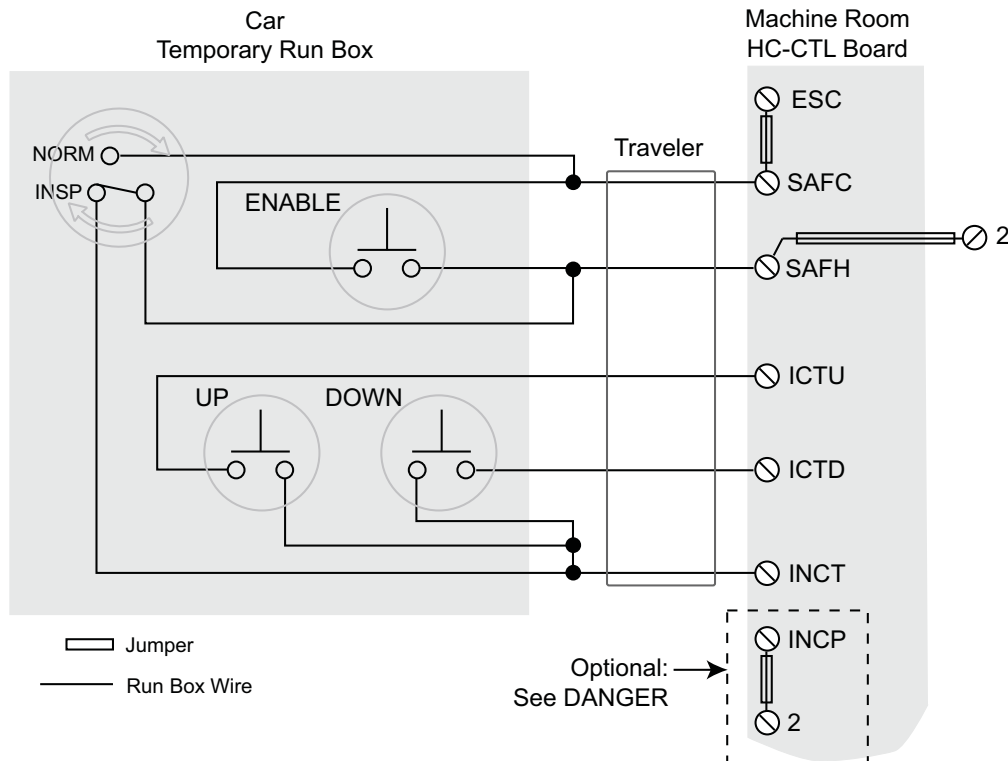 Car
Temporary Run Box
Machine Room
HC-CTL Board
ESC
NORM
Traveler
INSP
SAFC
ENABLE
2
SAFH
ICTU
UP
DOWN
ICTD
INCT
INCP
Jumper
Optional:
See DANGER
Run Box Wire
2